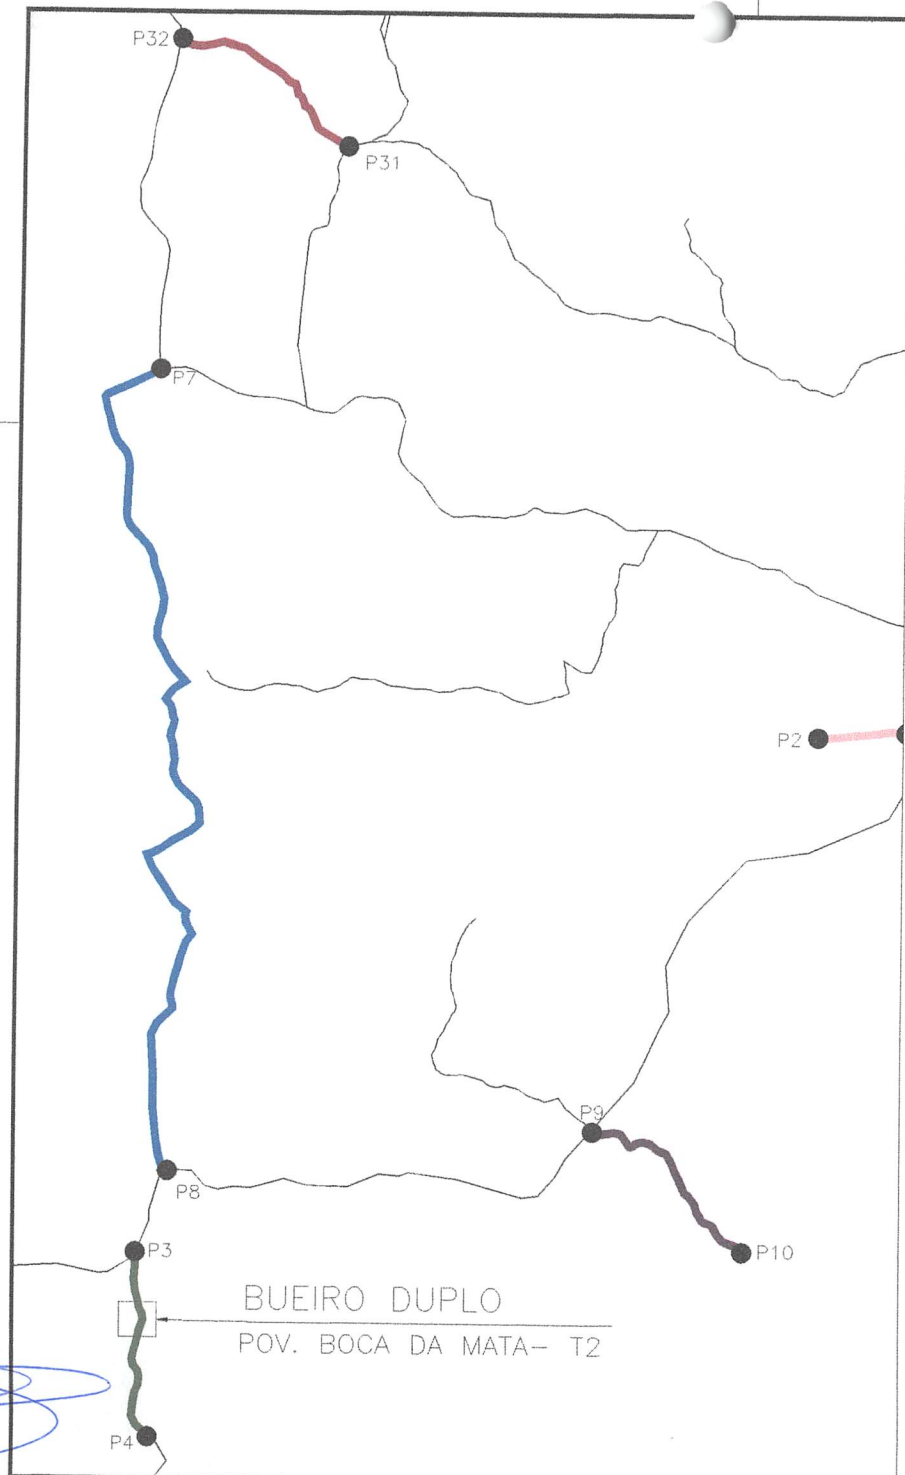 P32
P31
P7
P2
P9
P8
P3
P10
BUEIRO DUPLO
POV. BOCA DA MATA- T2
P4